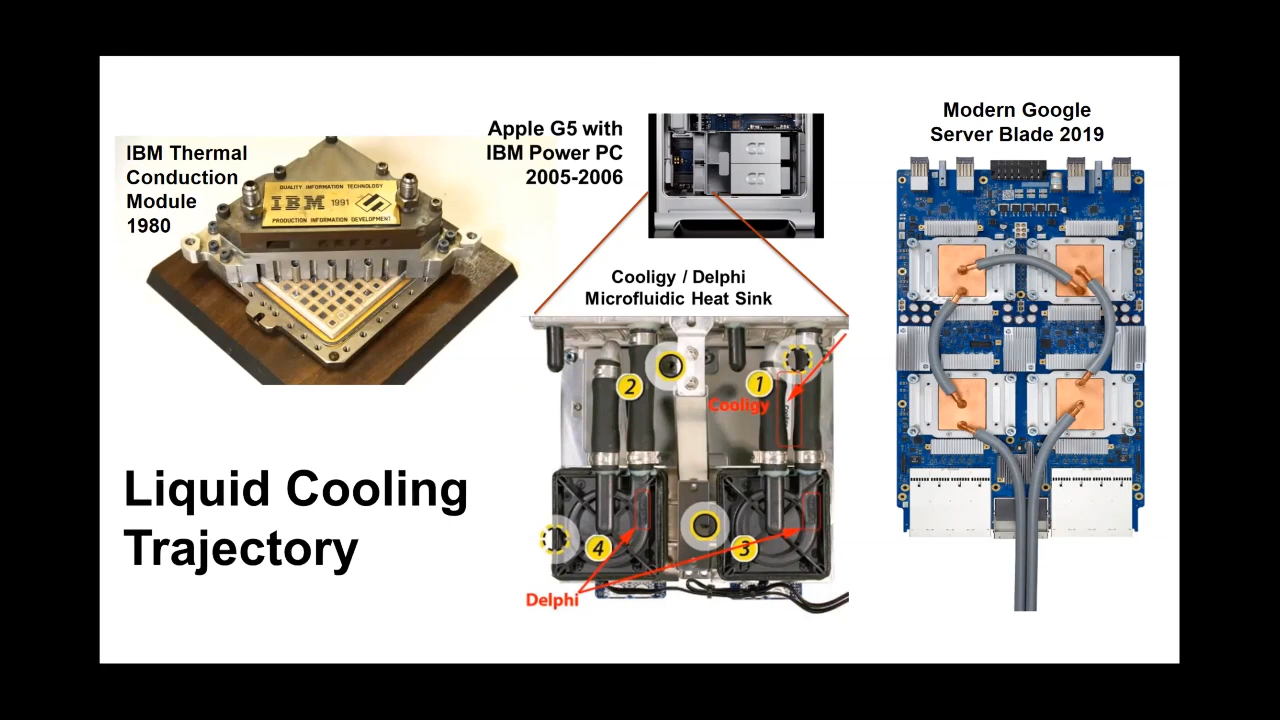 IBM Thermal
Conduction
Module
1980
QUALITY INFORMATION TECHNOLOGY
IBM 1991
PRODUCTION INFORMATION DEVELOPMENT
Apple G5 with
IBM Power PC
2005-2006
G5
G5
Cooligy / Delphi
Microfluidic Heat Sink
2
1
Cooligy
4
3
Delphi
Modern Google
Server Blade 2019
Liquid Cooling
Trajectory